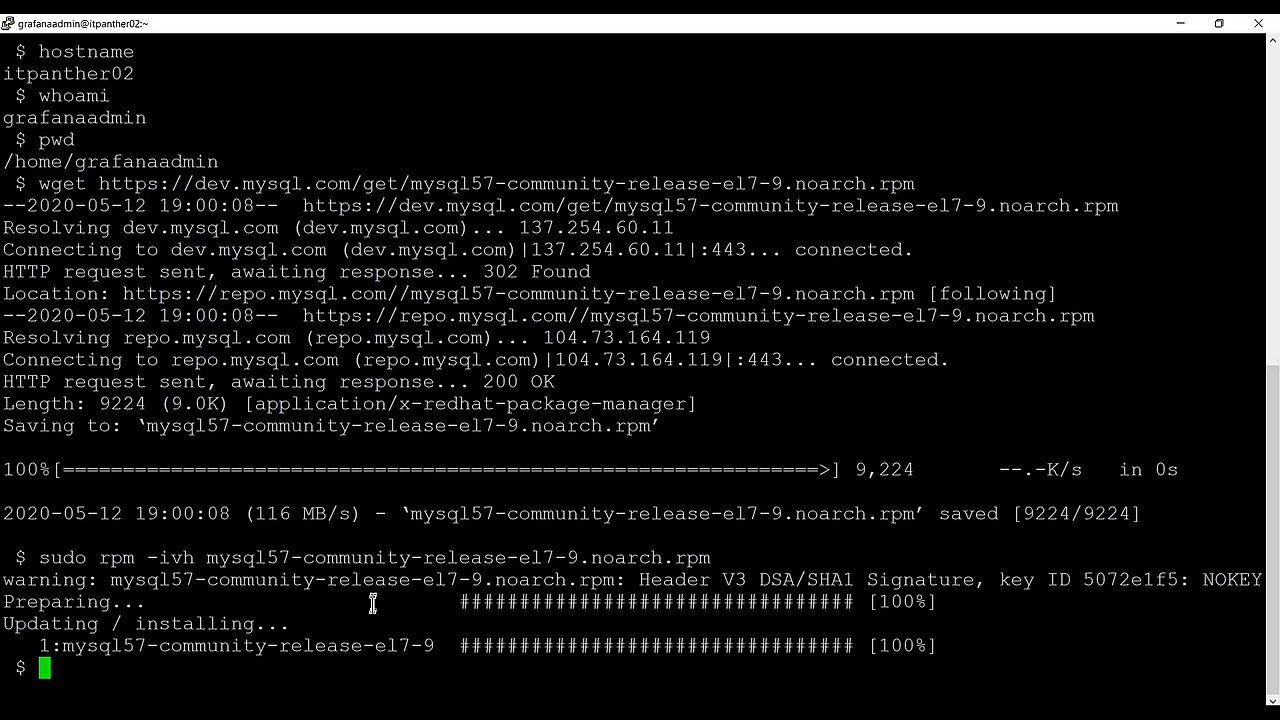 grafanaadmin@itpanther02:~
$ hostname
itpanther02
$ whoami
grafanaadmin
$ pwd
/home/grafanaadmin
$ wget https://dev.mysql.com/get/mysql57-community-release-el7-9.noarch.rpm
--2020-05-12 19:00:08--  https://dev.mysql.com/get/mysql57-community-release-el7-9.noarch.rpm
Resolving dev.mysql.com (dev.mysql.com)... 137.254.60.11
Connecting to dev.mysql.com (dev.mysql.com)|137.254.60.11|:443... connected.
HTTP request sent, awaiting response... 302 Found
Location: https://repo.mysql.com//mysql57-community-release-el7-9.noarch.rpm [following]
--2020-05-12 19:00:08--  https://repo.mysql.com//mysql57-community-release-el7-9.noarch.rpm
Resolving repo.mysql.com (repo.mysql.com)... 104.73.164.119
Connecting to repo.mysql.com (repo.mysql.com)|104.73.164.119|:443... connected.
HTTP request sent, awaiting response... 200 OK
Length: 9224 (9.0K) [application/x-redhat-package-manager]
Saving to: ‘mysql57-community-release-el7-9.noarch.rpm’
100%[===============================================================>] 9,224       --.-K/s   in 0s
2020-05-12 19:00:08 (116 MB/s) - ‘mysql57-community-release-el7-9.noarch.rpm’ saved [9224/9224]
$ sudo rpm -ivh mysql57-community-release-el7-9.noarch.rpm
warning: mysql57-community-release-el7-9.noarch.rpm: Header V3 DSA/SHA1 Signature, key ID 5072e1f5: NOKEY
Preparing...                          ################################# [100%]
Updating / installing...
1:mysql57-community-release-el7-9  ################################# [100%]
$